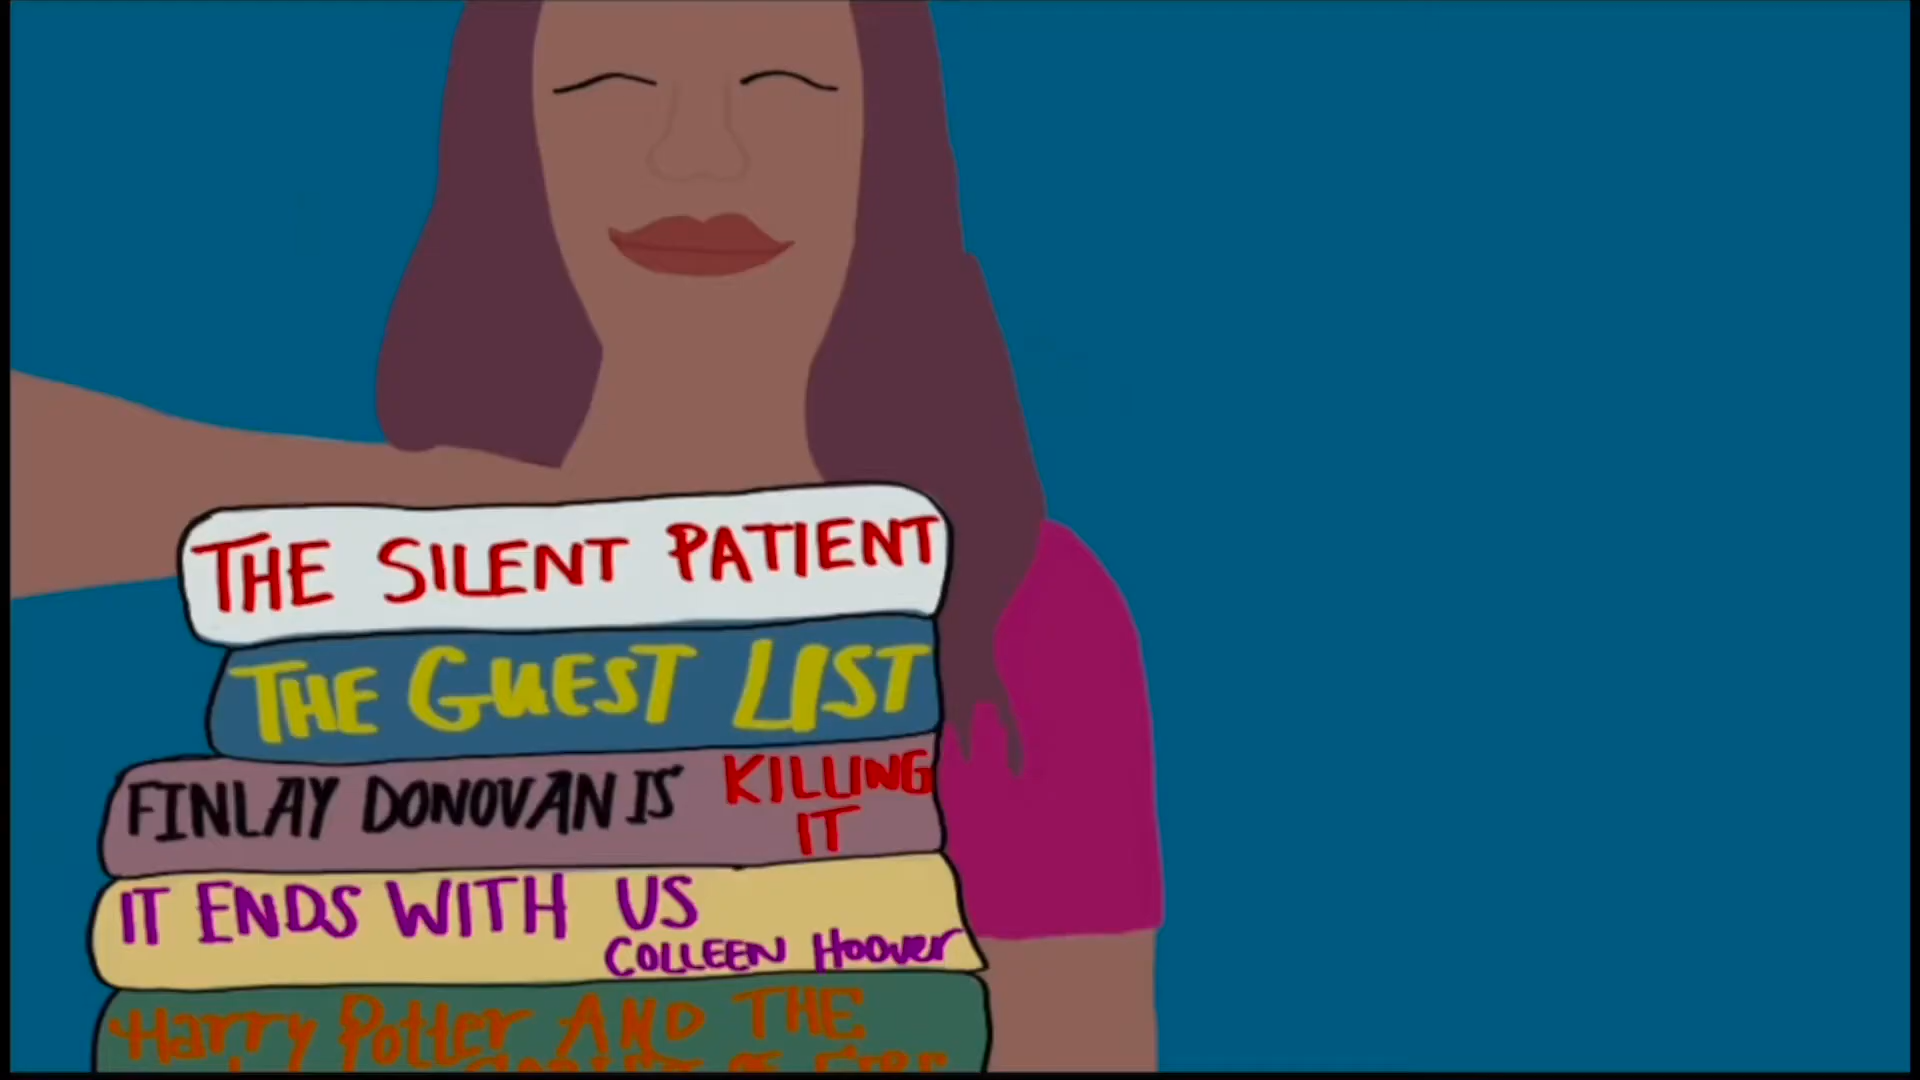 THE SILENT PATIENT
THE GUEST LIST
FINLAY DONOVAN IS KILLING
IT
IT ENDS WITH US
COLLEEN HOOVER
Harry Potter AND THE